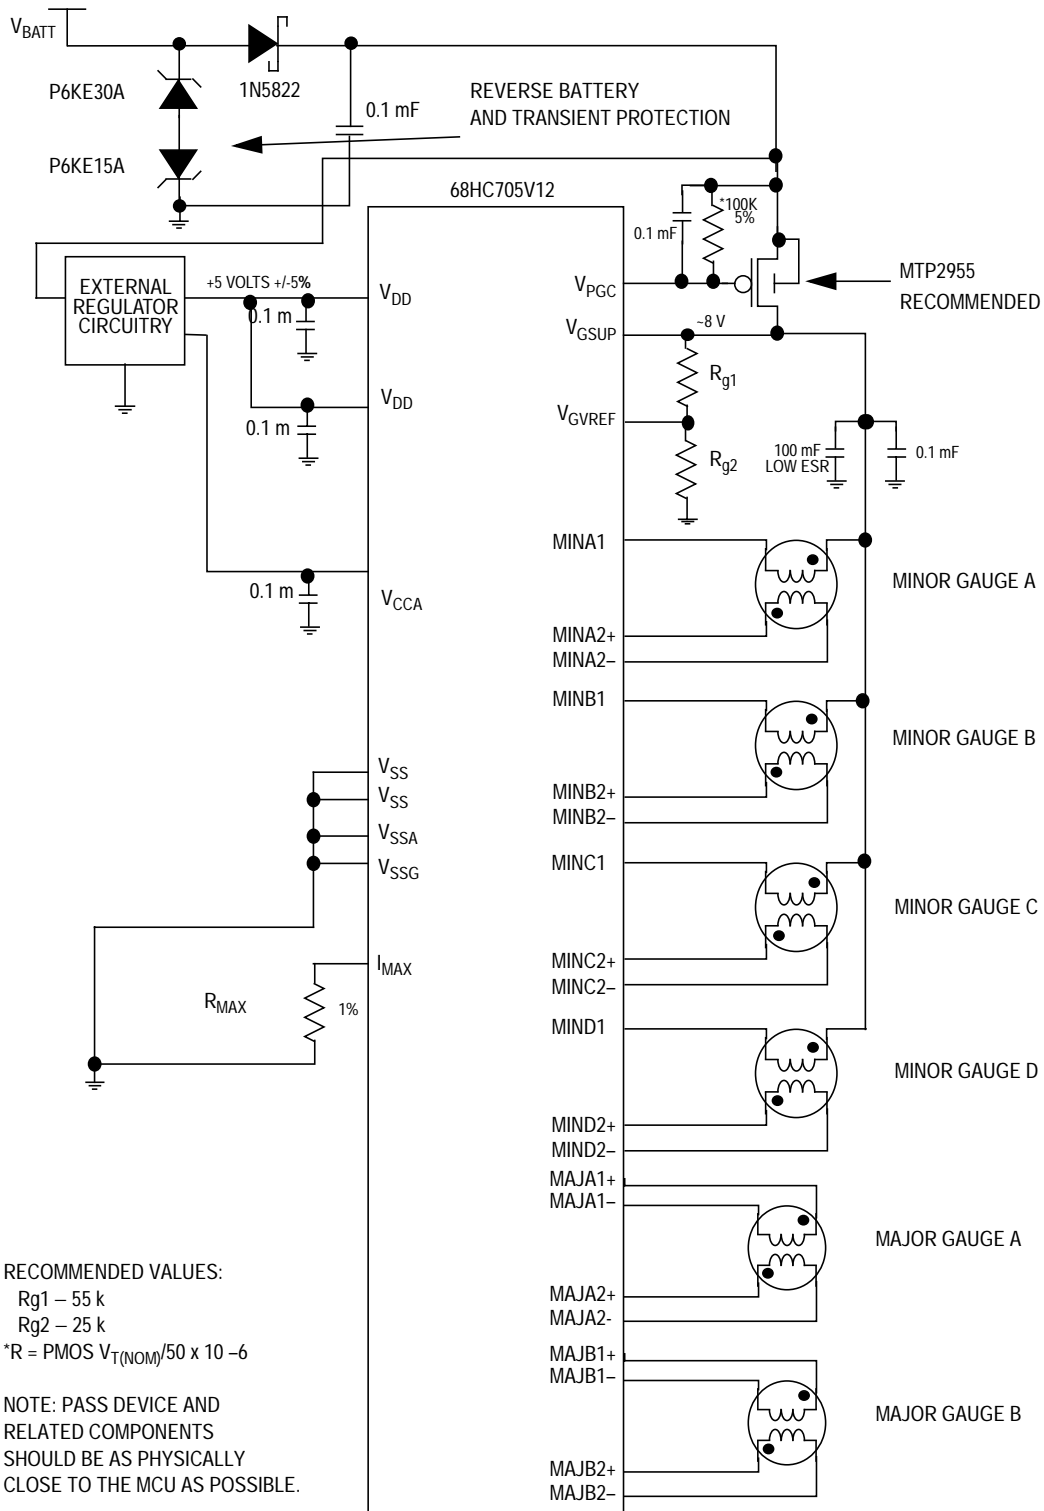 VBATT
P6KE30A
1N5822
0.1 mF
REVERSE BATTERY
AND TRANSIENT PROTECTION
P6KE15A
68HC705V12
*100K
5%
0.1 mF
EXTERNAL
REGULATOR
CIRCUITRY
+5 VOLTS +/-5%
0.1 m
VDD
VPGC
MTP2955
RECOMMENDED
VGSUP
~8 V
Rg1
VDD
0.1 m
VGVREF
Rg2
100 mF
LOW ESR
0.1 mF
MINA1
MINOR GAUGE A
0.1 m
VCCA
MINA2+
MINA2–
MINB1
MINOR GAUGE B
VSS
VSS
MINB2+
MINB2–
VSSA
VSSG
MINC1
MINOR GAUGE C
IMAX
MINC2+
MINC2–
RMAX
1%
MIND1
MINOR GAUGE D
MIND2+
MIND2–
MAJA1+
MAJA1–
MAJOR GAUGE A
MAJA2+
MAJA2-
MAJB1+
MAJB1–
MAJOR GAUGE B
MAJB2+
MAJB2–
RECOMMENDED VALUES:
Rg1 – 55 k
Rg2 – 25 k
*R = PMOS VT(NOM)/50 x 10 –6
NOTE: PASS DEVICE AND
RELATED COMPONENTS
SHOULD BE AS PHYSICALLY
CLOSE TO THE MCU AS POSSIBLE.